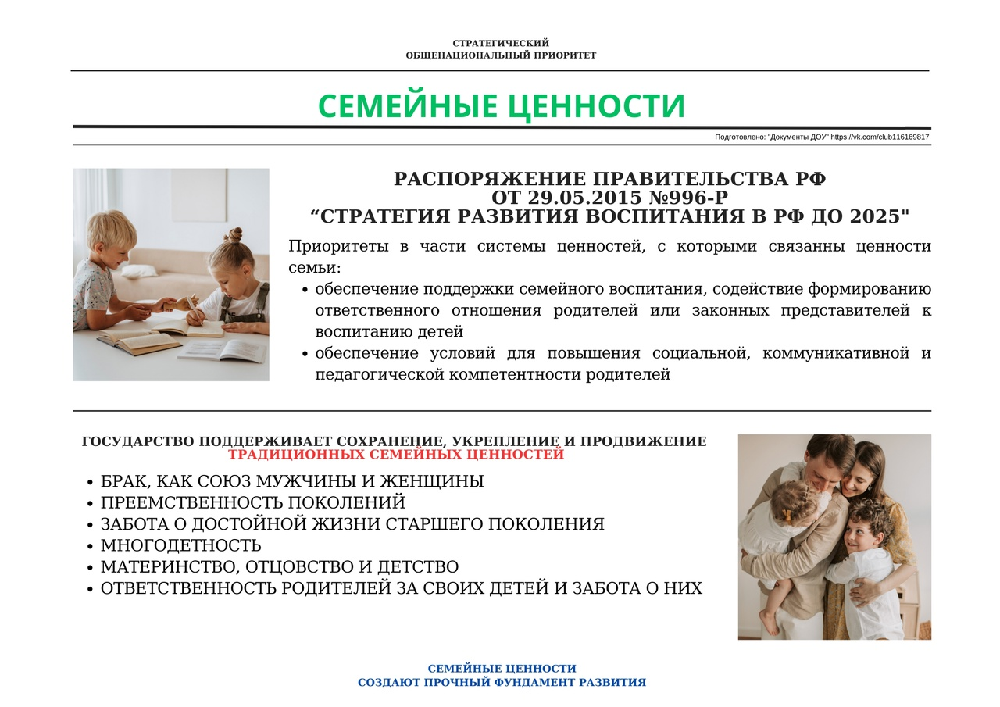 СТРАТЕГИЧЕСКИЙ
ОБЩЕНАЦИОНАЛЬНЫЙ ПРИОРИТЕТ
СЕМЕЙНЫЕ ЦЕННОСТИ
Подготовлено: "Документы ДОУ" https://vk.com/club116169817
РАСПОРЯЖЕНИЕ ПРАВИТЕЛЬСТВА РФ
ОТ 29.05.2015 №996-Р
“СТРАТЕГИЯ РАЗВИТИЯ ВОСПИТАНИЯ В РФ ДО 2025"
Приоритеты в части системы ценностей, с которыми связанны ценности
семьи:
• обеспечение поддержки семейного воспитания, содействие формированию
ответственного отношения родителей или законных представителей к
воспитанию детей
• обеспечение условий для повышения социальной, коммуникативной и
педагогической компетентности родителей
ГОСУДАРСТВО ПОДДЕРЖИВАЕТ СОХРАНЕНИЕ, УКРЕПЛЕНИЕ И ПРОДВИЖЕНИЕ
ТРАДИЦИОННЫХ СЕМЕЙНЫХ ЦЕННОСТЕЙ
• БРАК, КАК СОЮЗ МУЖЧИНЫ И ЖЕНЩИНЫ
• ПРЕЕМСТВЕННОСТЬ ПОКОЛЕНИЙ
• ЗАБОТА О ДОСТОЙНОЙ ЖИЗНИ СТАРШЕГО ПОКОЛЕНИЯ
• МНОГОДЕТНОСТЬ
• МАТЕРИНСТВО, ОТЦОВСТВО И ДЕТСТВО
• ОТВЕТСТВЕННОСТЬ РОДИТЕЛЕЙ ЗА СВОИХ ДЕТЕЙ И ЗАБОТА О НИХ
СЕМЕЙНЫЕ ЦЕННОСТИ
СОЗДАЮТ ПРОЧНЫЙ ФУНДАМЕНТ РАЗВИТИЯ